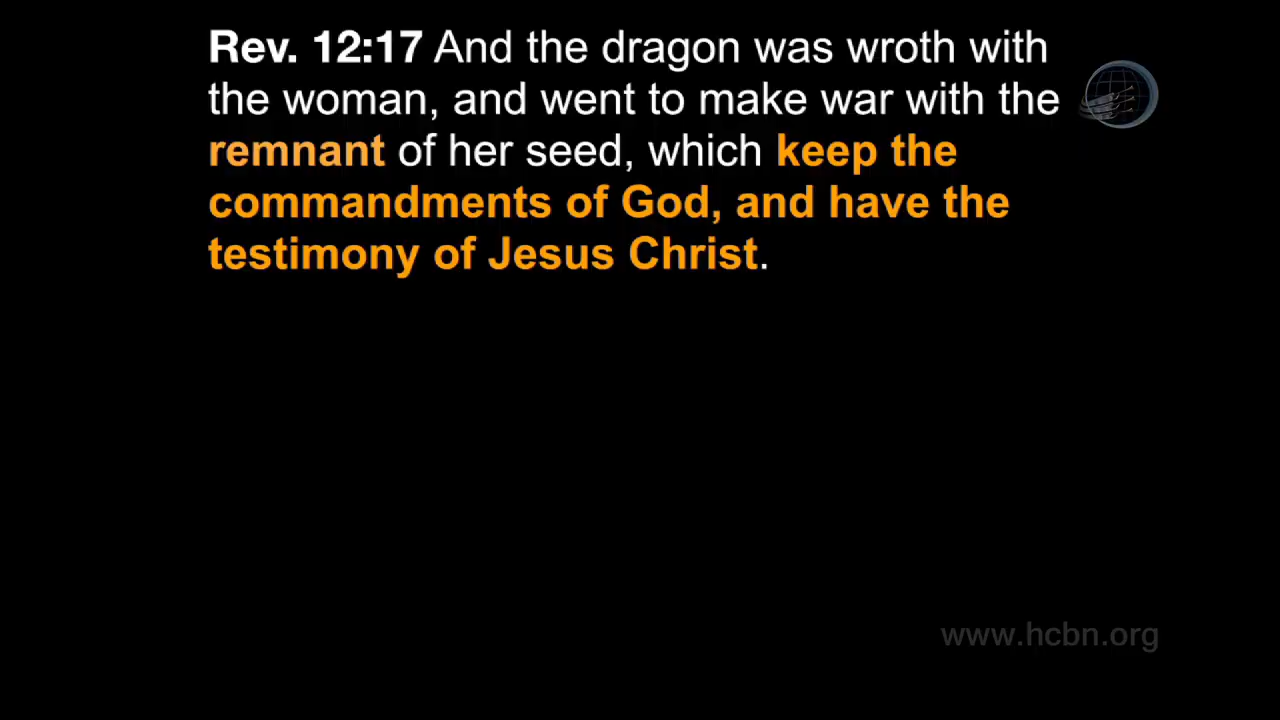 Rev. 12:17 And the dragon was wroth with
the woman, and went to make war with the
remnant of her seed, which keep the
commandments of God, and have the
testimony of Jesus Christ.
www.hcbn.org